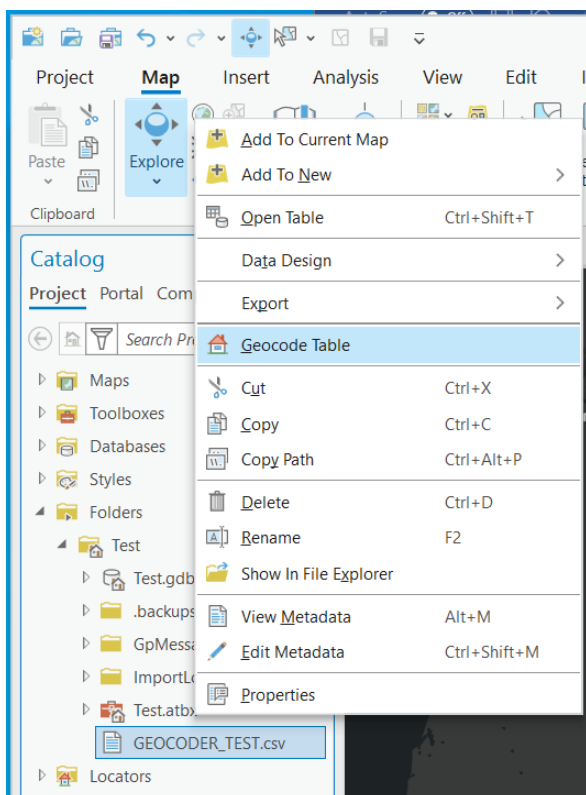 Project Map Insert Analysis View Edit
Paste
Explore
Clipboard
Catalog
Project Portal Com
Search Pr
Maps
Toolboxes
Databases
Styles
Folders
Test
Test.gdb
.backups
GpMessa
ImportLo
Test.atbx
GEOCODER_TEST.csv
Locators
Add To Current Map
Add To New
Open Table Ctrl+Shift+T
Data Design
Export
Geocode Table
Cut Ctrl+X
Copy Ctrl+C
Copy Path Ctrl+Alt+P
Delete Ctrl+D
Rename F2
Show In File Explorer
View Metadata Alt+M
Edit Metadata Ctrl+Shift+M
Properties